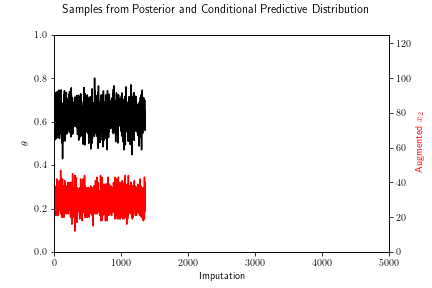 Samples from Posterior and Conditional Predictive Distribution
1.0
0.8
0.6
0.4
0.2
0.0
θ
0 1000 2000 3000 4000 5000
Imputation
120
100
80
60
40
20
0
Augmented x₂